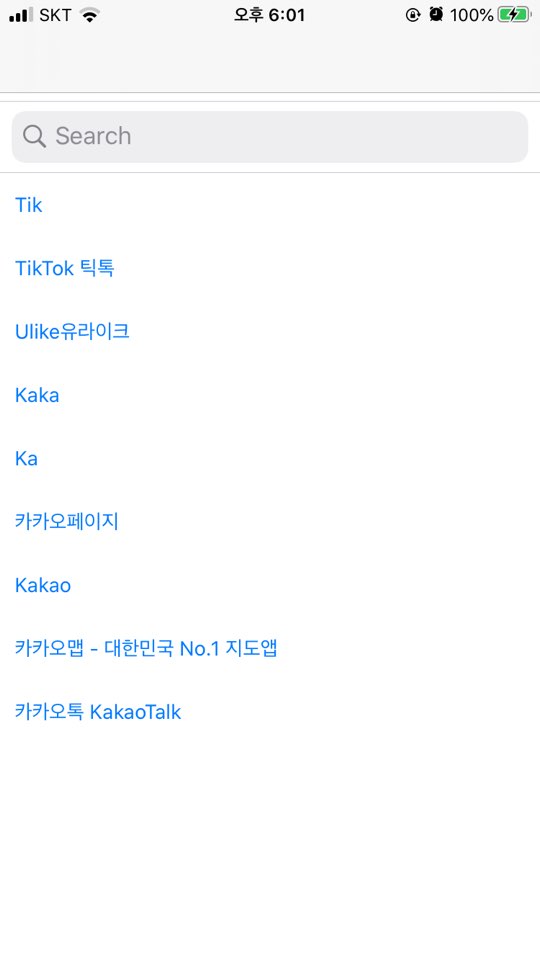 SKT 오후 6:01 100%
Search
Tik
TikTok 틱톡
Ulike유라이크
Kaka
Ka
카카오페이지
Kakao
카카오맵 - 대한민국 No.1 지도앱
카카오톡 KakaoTalk